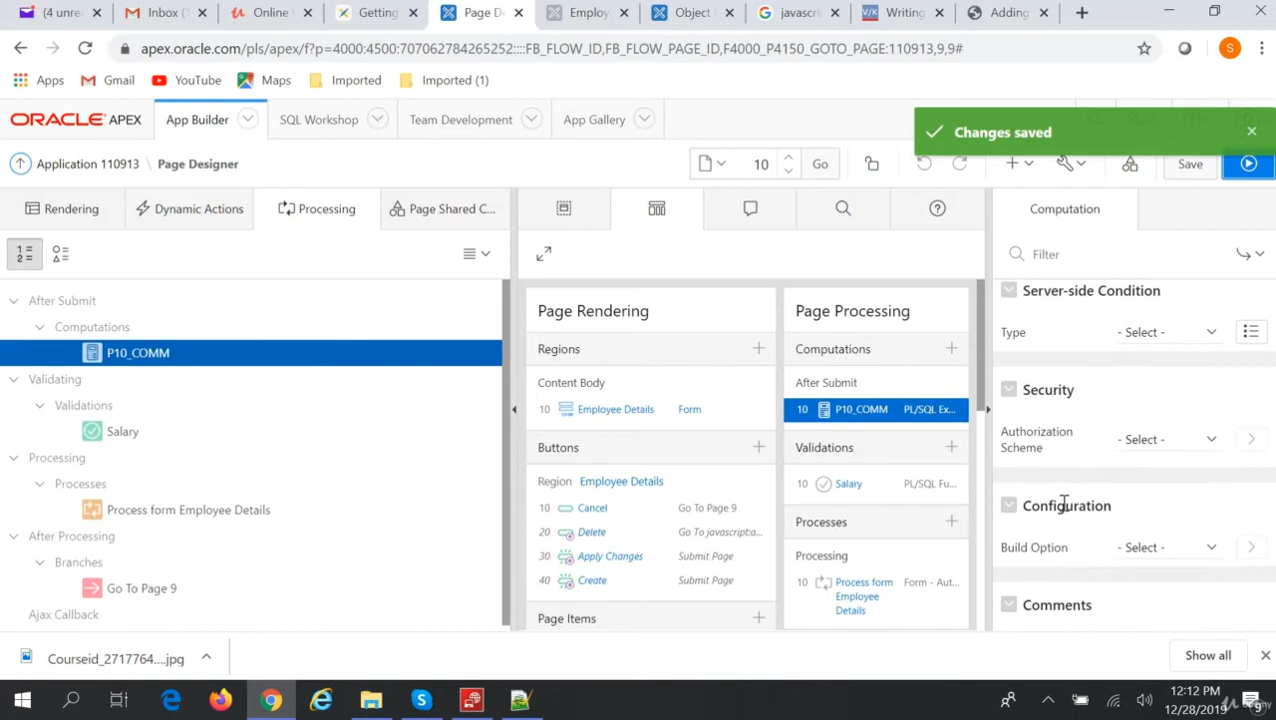 (4 unre
Inbox (3
Online
Getting
Page D
Employ
Object
javascrip
Writing
Adding
apex.oracle.com/pls/apex/f?p=4000:4500:707062784265252::::FB_FLOW_ID,FB_FLOW_PAGE_ID,F4000_P4150_GOTO_PAGE:110913,9,9#
S
Apps
Gmail
YouTube
Maps
Imported
Imported (1)
ORACLE APEX
App Builder
SQL Workshop
Team Development
App Gallery
Changes saved
Application 110913 \ Page Designer
10
Go
Save
Rendering
Dynamic Actions
Processing
Page Shared C...
Computation
Filter
After Submit
Computations
P10_COMM
Validating
Validations
Salary
Processing
Processes
Process form Employee Details
After Processing
Branches
Go To Page 9
Ajax Callback
Page Rendering
Regions
Content Body
10 Employee Details Form
Buttons
Region Employee Details
10 Cancel Go To Page 9
20 Delete Go To javascript:a...
30 Apply Changes Submit Page
40 Create Submit Page
Page Items
Page Processing
Computations
After Submit
10 P10_COMM PL/SQL Ex...
Validations
10 Salary PL/SQL Fu...
Processes
Processing
10 Process form Employee Details Form - Aut...
Server-side Condition
Type - Select -
Security
Authorization Scheme - Select -
Configuration
Build Option - Select -
Comments
Courseid_2717764....jpg
Show all
12:12 PM
12/28/2019